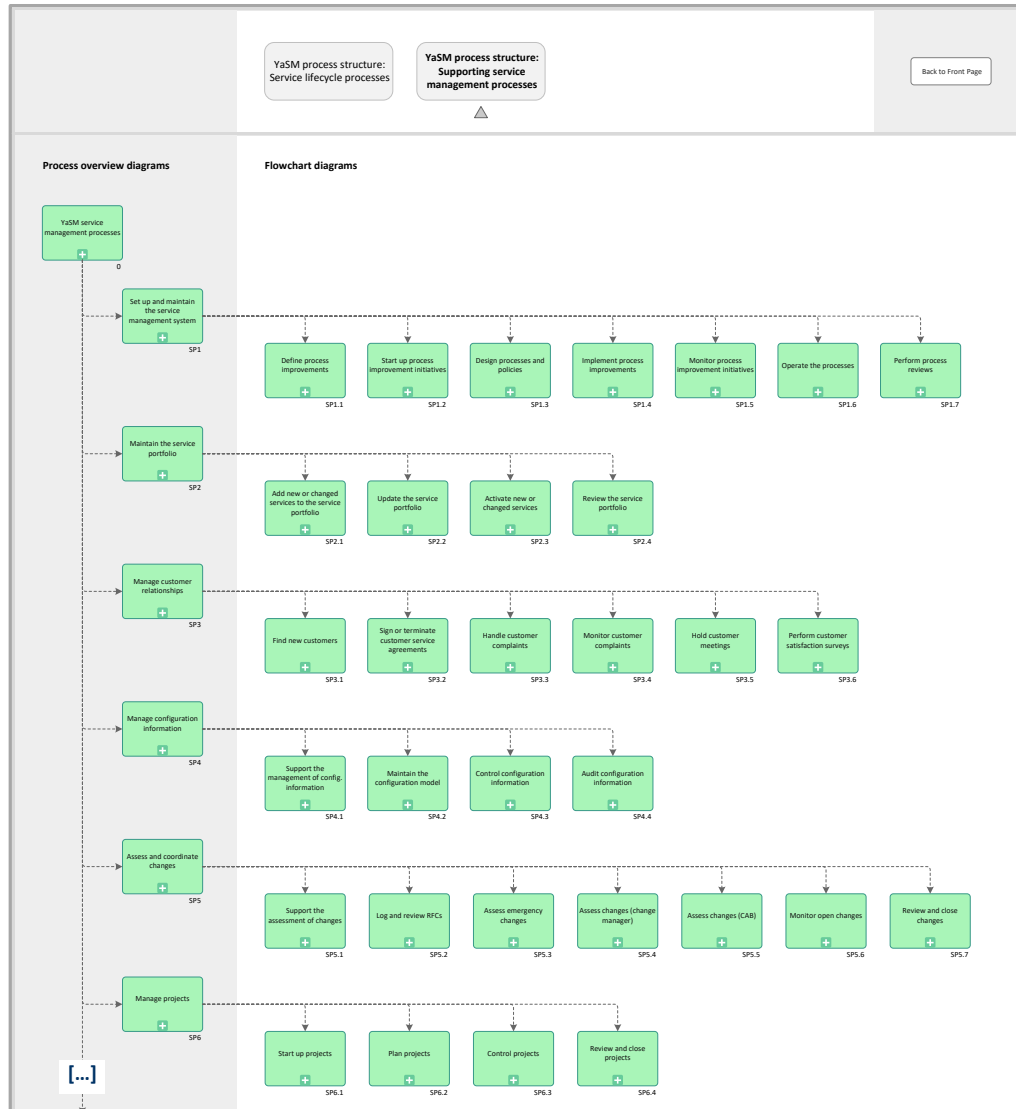 YaSM process structure:
Service lifecycle processes
YaSM process structure:
Supporting service
management processes
Back to Front Page
Process overview diagrams
Flowchart diagrams
YaSM service
management processes
0
Set up and maintain
the service
management system
SP1
Define process
improvements
SP1.1
Start up process
improvement initiatives
SP1.2
Design processes and
policies
SP1.3
Implement process
improvements
SP1.4
Monitor process
improvement initiatives
SP1.5
Operate the processes
SP1.6
Perform process
reviews
SP1.7
Maintain the service
portfolio
SP2
Add new or changed
services to the service
portfolio
SP2.1
Update the service
portfolio
SP2.2
Activate new or
changed services
SP2.3
Review the service
portfolio
SP2.4
Manage customer
relationships
SP3
Find new customers
SP3.1
Sign or terminate
customer service
agreements
SP3.2
Handle customer
complaints
SP3.3
Monitor customer
complaints
SP3.4
Hold customer
meetings
SP3.5
Perform customer
satisfaction surveys
SP3.6
Manage configuration
information
SP4
Support the
management of config.
information
SP4.1
Maintain the
configuration model
SP4.2
Control configuration
information
SP4.3
Audit configuration
information
SP4.4
Assess and coordinate
changes
SP5
Support the
assessment of changes
SP5.1
Log and review RFCs
SP5.2
Assess emergency
changes
SP5.3
Assess changes (change
manager)
SP5.4
Assess changes (CAB)
SP5.5
Monitor open changes
SP5.6
Review and close
changes
SP5.7
Manage projects
SP6
Start up projects
SP6.1
Plan projects
SP6.2
Control projects
SP6.3
Review and close
projects
SP6.4
[...]